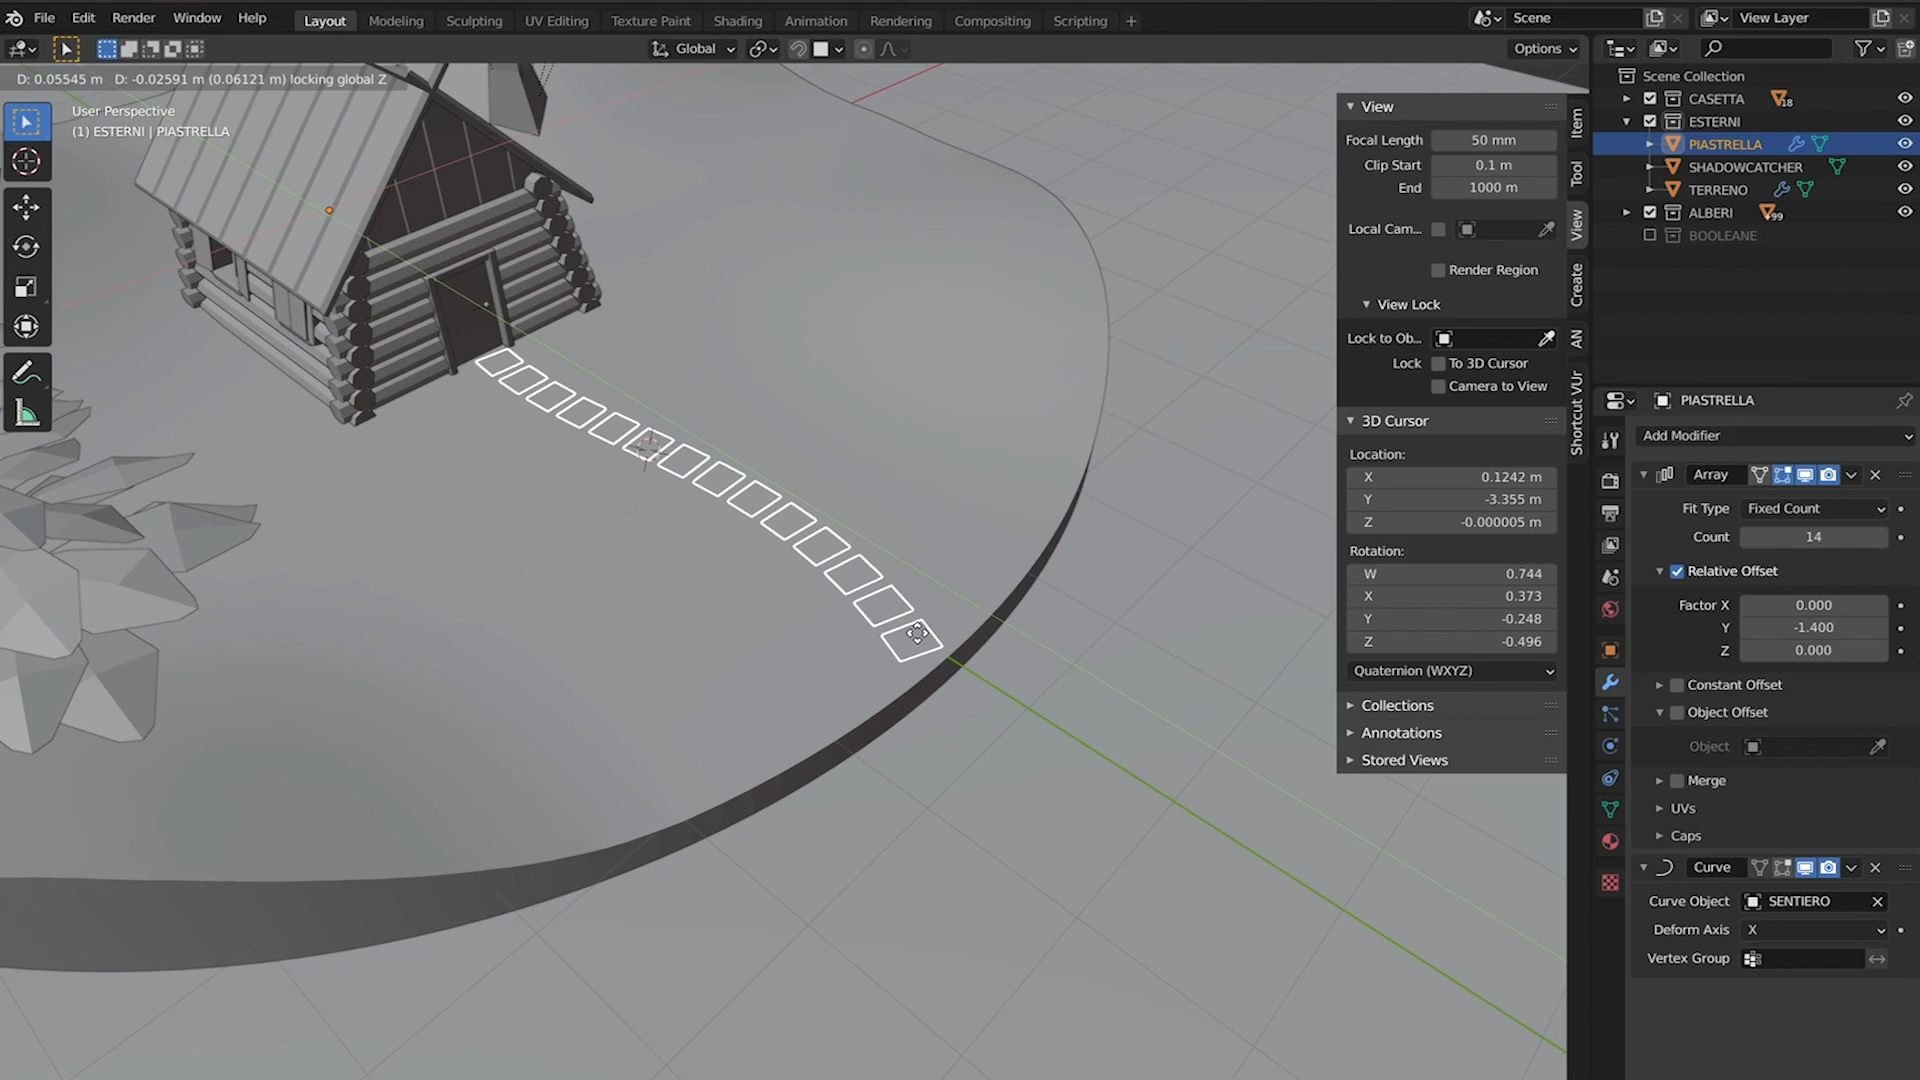 File Edit Render Window Help Layout Modeling Sculpting UV Editing Texture Paint Shading Animation Rendering Compositing Scripting + Scene View Layer
Global Options
D: 0.05545 m D: -0.02591 m (0.06121 m) locking global Z
User Perspective
(1) ESTERNI | PIASTRELLA
View
Focal Length 50 mm
Clip Start 0.1 m
End 1000 m
Local Cam...
Render Region
View Lock
Lock to Ob...
Lock To 3D Cursor
Camera to View
3D Cursor
Location:
X 0.1242 m
Y -3.355 m
Z -0.000005 m
Rotation:
W 0.744
X 0.373
Y -0.248
Z -0.496
Quaternion (WXYZ)
Collections
Annotations
Stored Views
Item
Tool
View
Create
AN
Shortcut VUr
Scene Collection
CASETTA 18
ESTERNI
PIASTRELLA
SHADOWCATCHER
TERRENO
ALBERI 99
BOOLEANE
PIASTRELLA
Add Modifier
Array
Fit Type Fixed Count
Count 14
Relative Offset
Factor X 0.000
Y -1.400
Z 0.000
Constant Offset
Object Offset
Object
Merge
UVs
Caps
Curve
Curve Object SENTIERO
Deform Axis X
Vertex Group